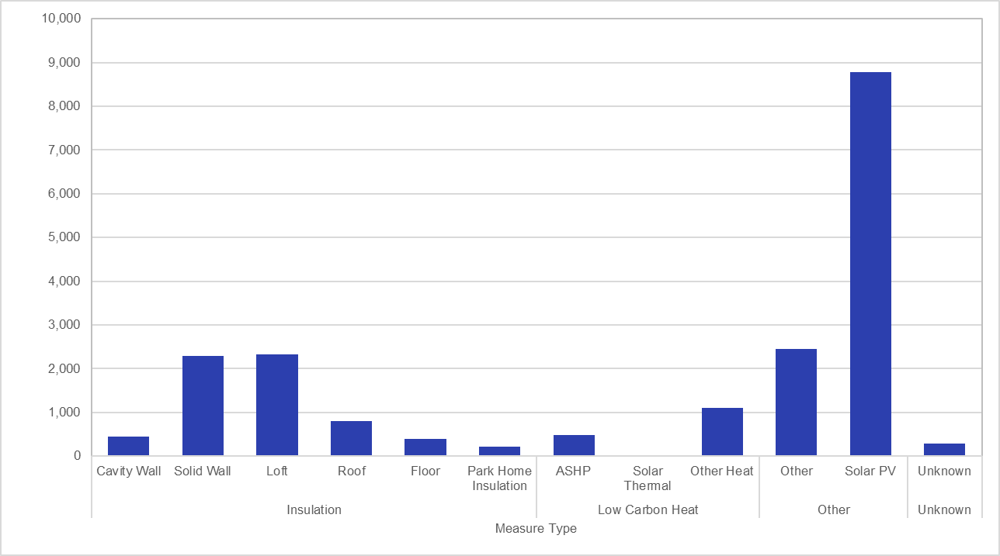 10,000
9,000
8,000
7,000
6,000
5,000
4,000
3,000
2,000
1,000
0
Cavity Wall
Solid Wall
Loft
Roof
Floor
Park Home
Insulation
ASHP
Solar
Thermal
Other Heat
Other
Solar PV
Unknown
Insulation
Low Carbon Heat
Other
Unknown
Measure Type